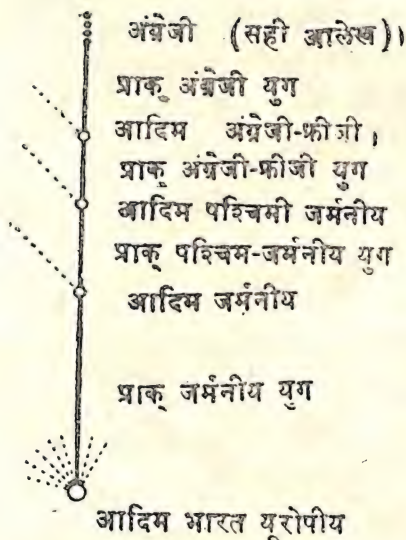 अंग्रेजी (सही आलेख)।
प्राक् अंग्रेजी युग
आदिम अंग्रेजी-फ्रीजी,
प्राक् अंग्रेजी-फ्रीजी युग
आदिम पश्चिमी जर्मनीय
प्राक् पश्चिम-जर्मनीय युग
आदिम जर्मनीय
प्राक् जर्मनीय युग
आदिम भारत यूरोपीय